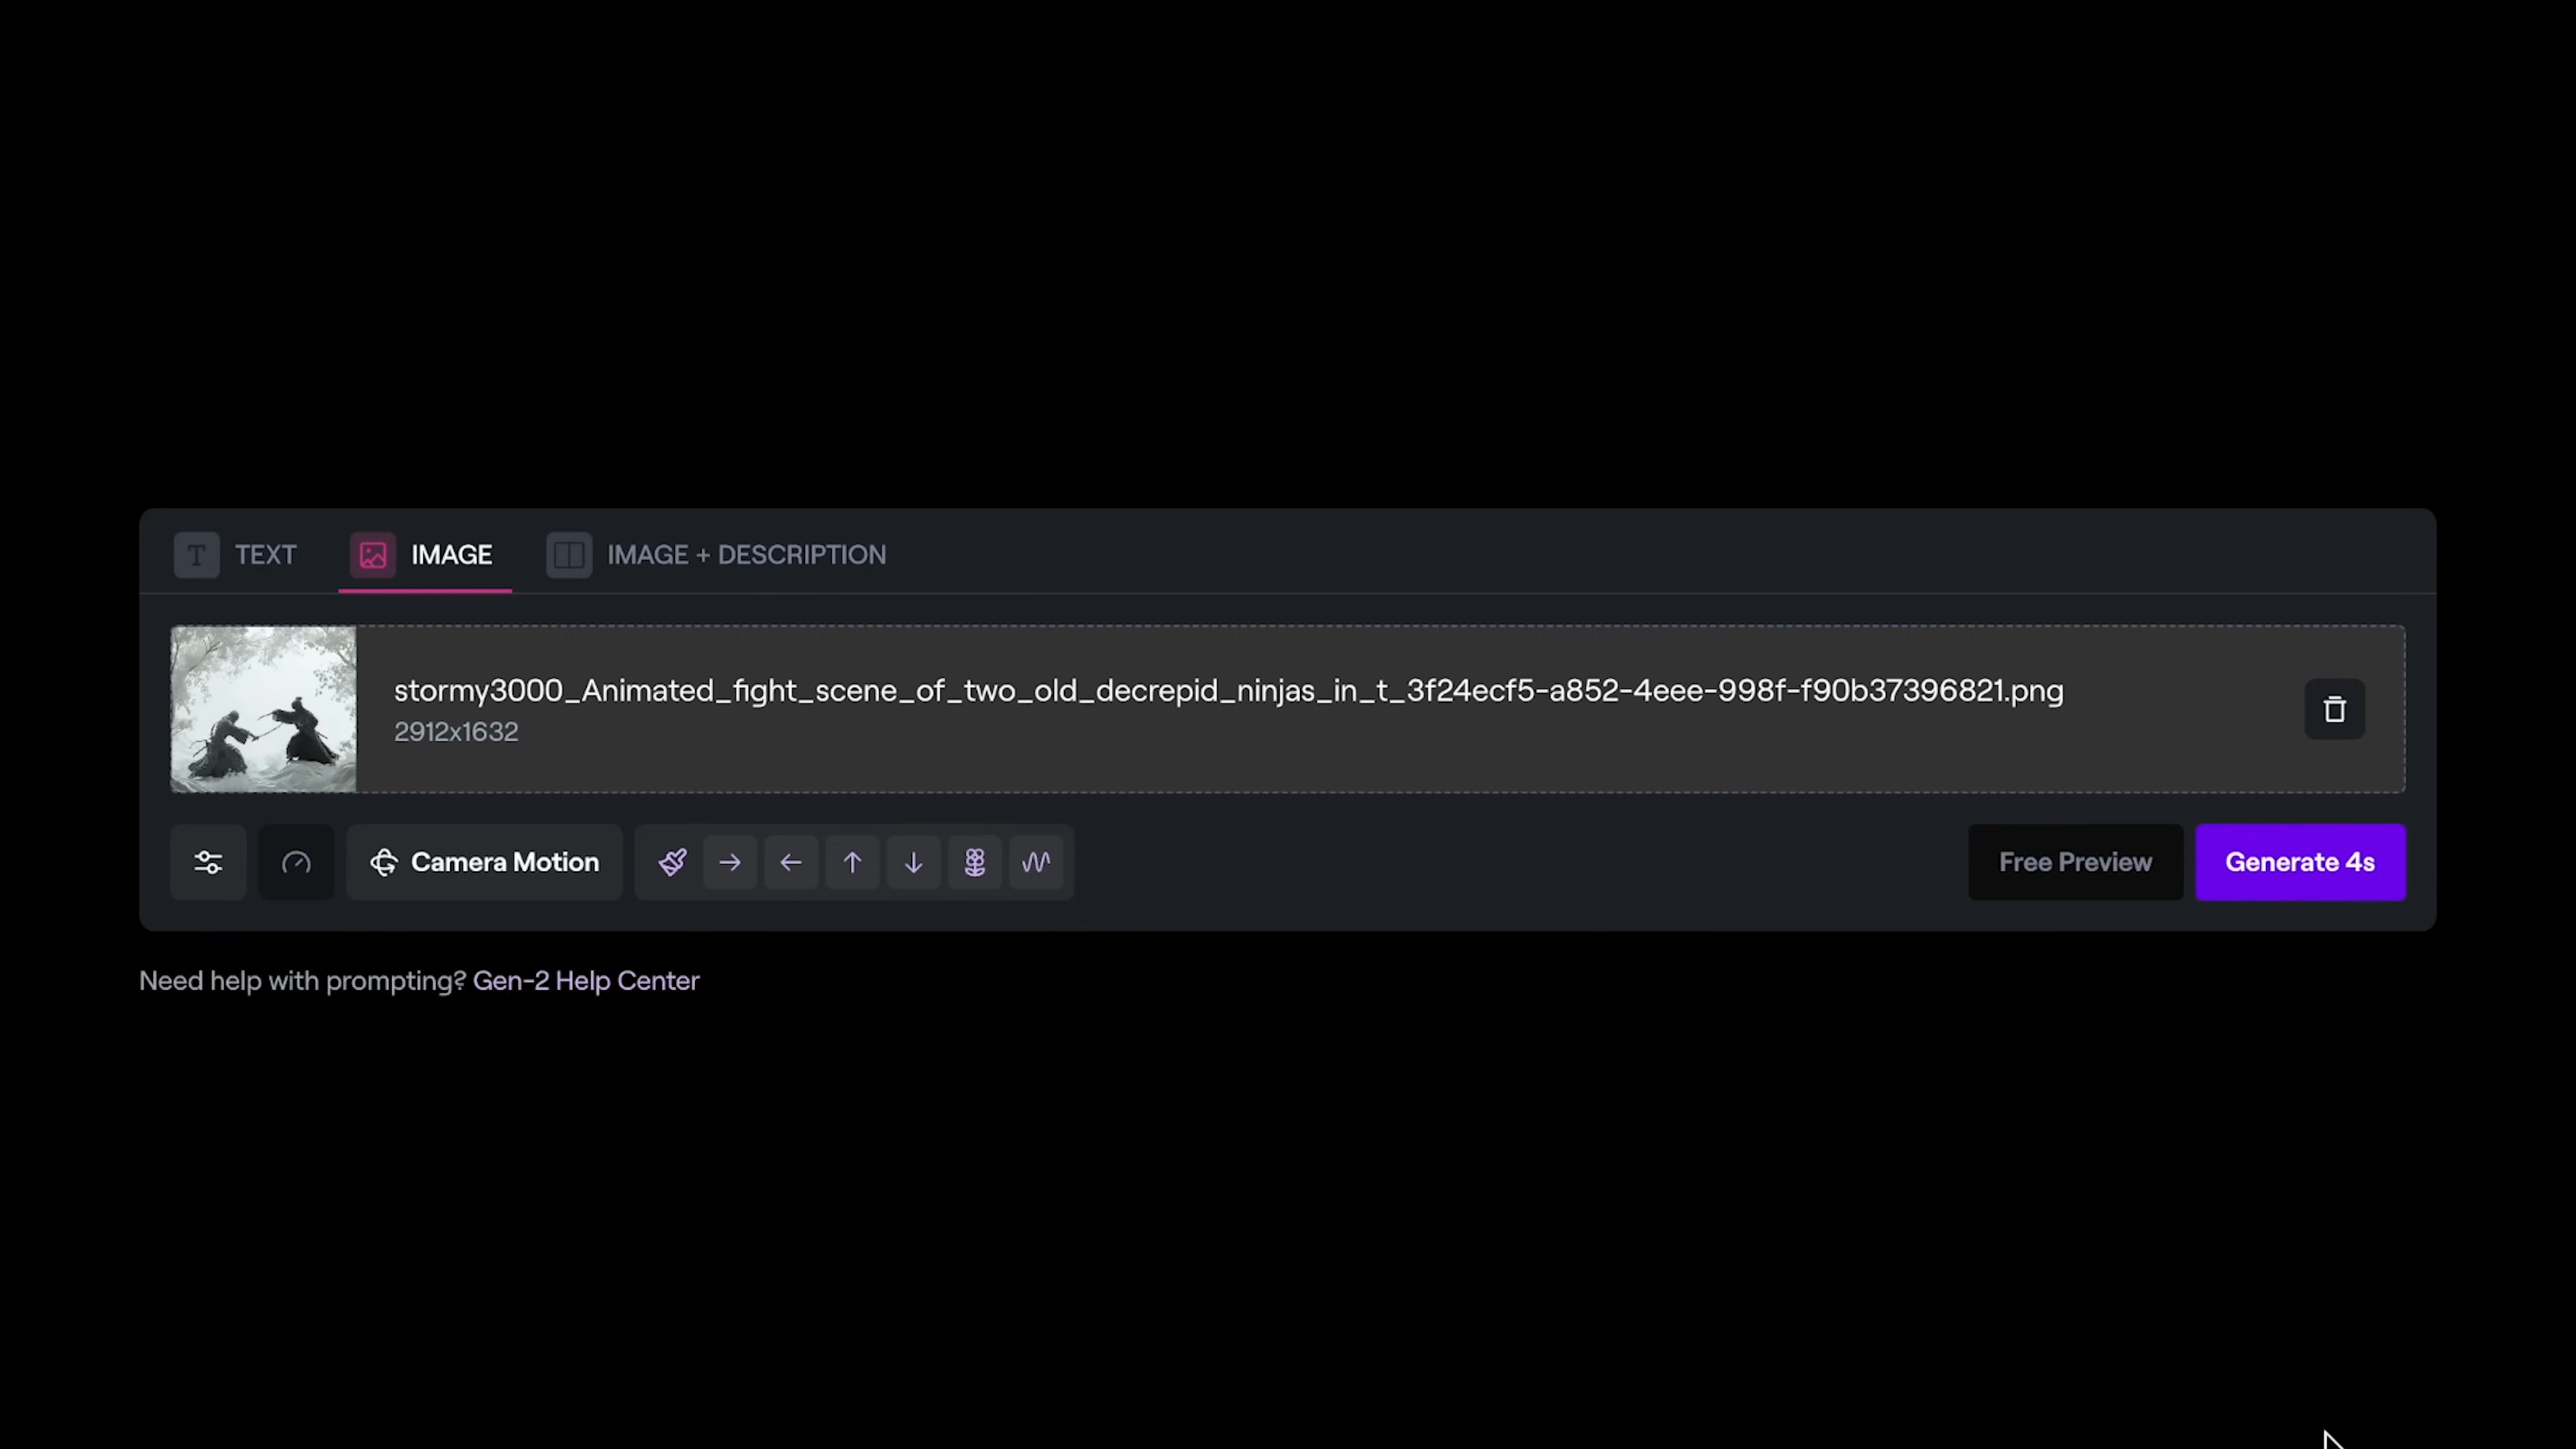 TEXT
IMAGE
IMAGE + DESCRIPTION
stormy3000_Animated_fight_scene_of_two_old_decrepid_ninjas_in_t_3f24ecf5-a852-4eee-998f-f90b37396821.png
2912x1632
Camera Motion
Free Preview
Generate 4s
Need help with prompting? Gen-2 Help Center